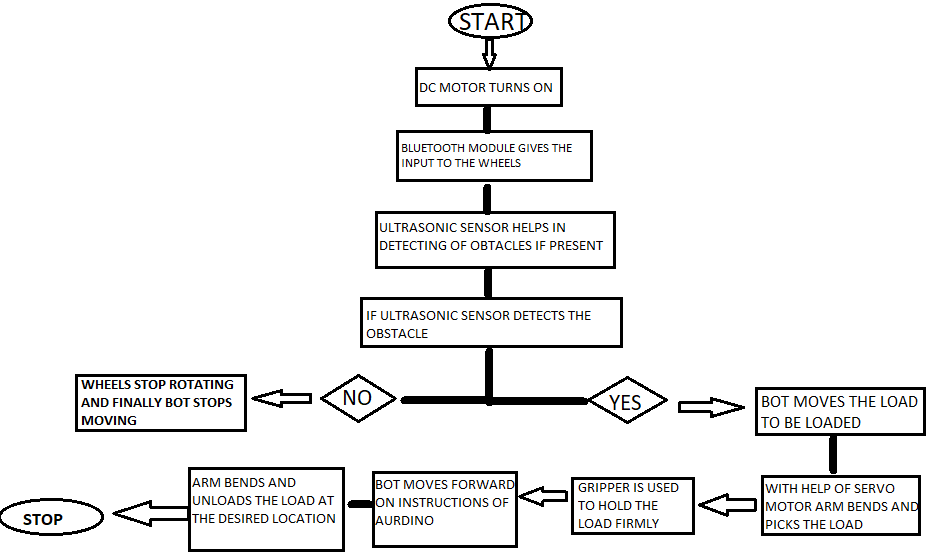 START
DC MOTOR TURNS ON
BLUETOOTH MODULE GIVES THE
INPUT TO THE WHEELS
ULTRASONIC SENSOR HELPS IN
DETECTING OF OBTACLES IF PRESENT
IF ULTRASONIC SENSOR DETECTS THE
OBSTACLE
WHEELS STOP ROTATING
AND FINALLY BOT STOPS
MOVING
NO
YES
BOT MOVES THE LOAD
TO BE LOADED
WITH HELP OF SERVO
MOTOR ARM BENDS AND
PICKS THE LOAD
GRIPPER IS USED
TO HOLD THE
LOAD FIRMLY
BOT MOVES FORWARD
ON INSTRUCTIONS OF
AURDINO
ARM BENDS AND
UNLOADS THE LOAD AT
THE DESIRED LOCATION
STOP